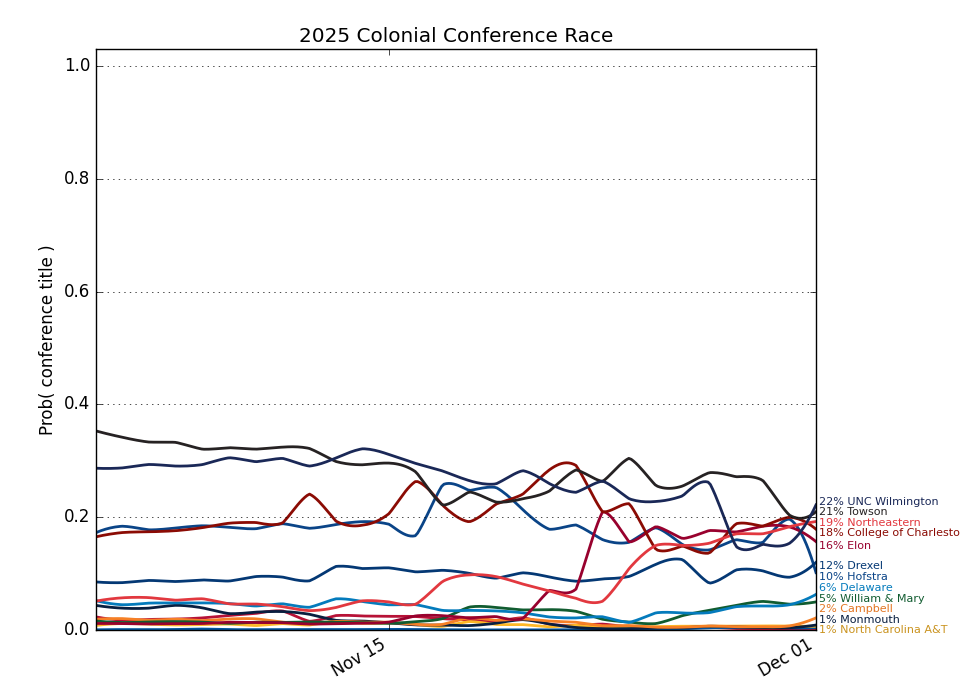 2025 Colonial Conference Race
Prob( conference title )
1.0
0.8
0.6
0.4
0.2
0.0
Nov 15
Dec 01
22% UNC Wilmington
21% Towson
19% Northeastern
18% College of Charlesto
16% Elon
12% Drexel
10% Hofstra
6% Delaware
5% William & Mary
2% Campbell
1% Monmouth
1% North Carolina A&T